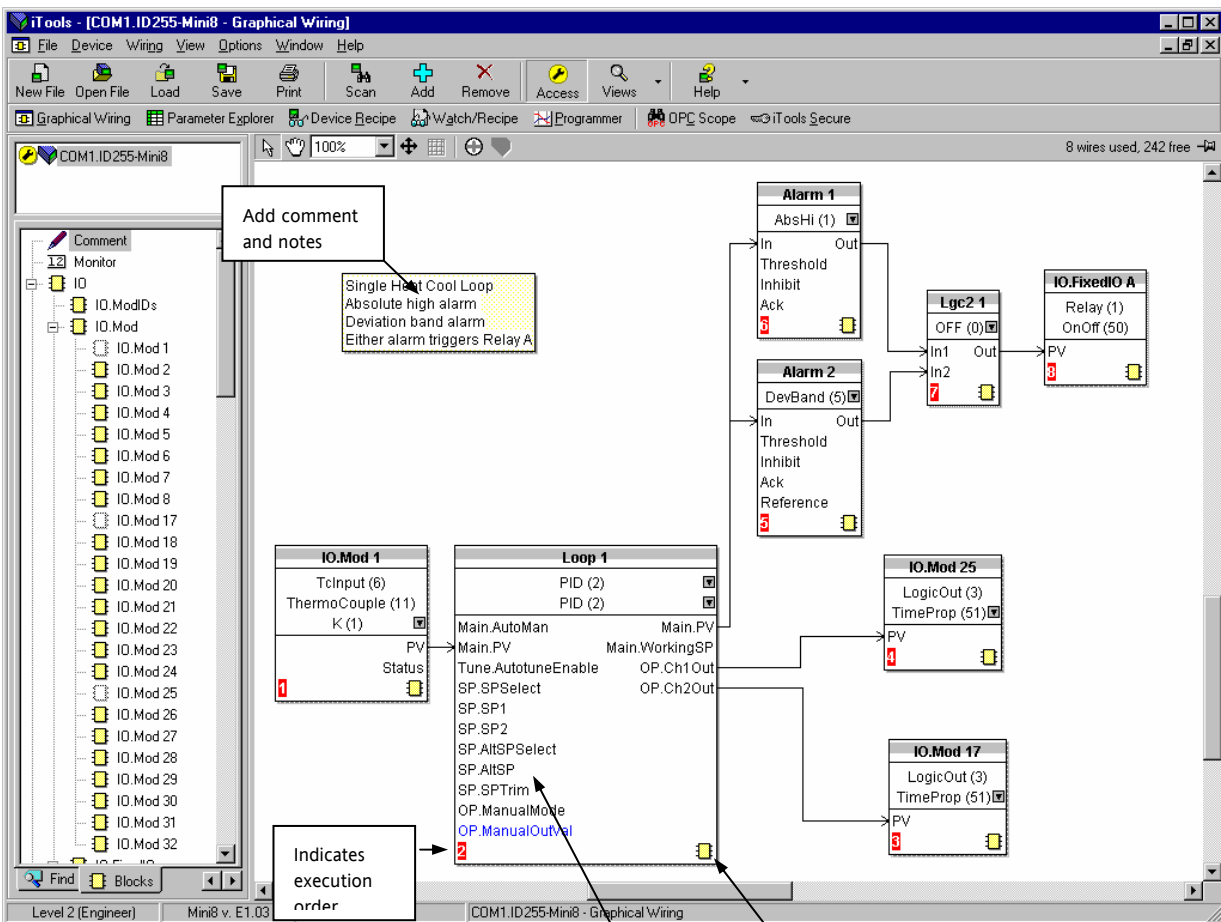 iTools - [COM1.ID255-Mini8 - Graphical Wiring]
File Device Wiring View Options Window Help
New File Open File Load Save Print Scan Add Remove Access Views Help
Graphical Wiring Parameter Explorer Device Recipe Watch/Recipe Programmer OPC Scope iTools Secure
COM1.ID255-Mini8
100%
8 wires used, 242 free
Add comment
and notes
Comment
12 Monitor
IO
IO.ModIDs
IO.Mod
IO.Mod 1
IO.Mod 2
IO.Mod 3
IO.Mod 4
IO.Mod 5
IO.Mod 6
IO.Mod 7
IO.Mod 8
IO.Mod 17
IO.Mod 18
IO.Mod 19
IO.Mod 20
IO.Mod 21
IO.Mod 22
IO.Mod 23
IO.Mod 24
IO.Mod 25
IO.Mod 26
IO.Mod 27
IO.Mod 28
IO.Mod 29
IO.Mod 30
IO.Mod 31
IO.Mod 32
Find Blocks
Single Heat Cool Loop
Absolute high alarm
Deviation band alarm
Either alarm triggers Relay A
Alarm 1
AbsHi (1)
In Out
Threshold
Inhibit
Ack
6
Alarm 2
DevBand (5)
In Out
Threshold
Inhibit
Ack
Reference
5
Lgc2 1
OFF (0)
In1 Out
In2
7
IO.FixedIO A
Relay (1)
OnOff (50)
PV
8
IO.Mod 1
TcInput (6)
ThermoCouple (11)
K (1)
PV
Status
1
Loop 1
PID (2)
PID (2)
Main.AutoMan Main.PV
Main.PV Main.WorkingSP
Tune.AutotuneEnable OP.Ch1Out
SP.SPSelect OP.Ch2Out
SP.SP1
SP.SP2
SP.AltSPSelect
SP.AltSP
SP.SPTrim
OP.ManualMode
OP.ManualOutVal
2
IO.Mod 25
LogicOut (3)
TimeProp (51)
PV
4
IO.Mod 17
LogicOut (3)
TimeProp (51)
PV
3
Indicates
execution
order
Level 2 (Engineer) Mini8 v. E1.03 COM1.ID255-Mini8 - Graphical Wiring